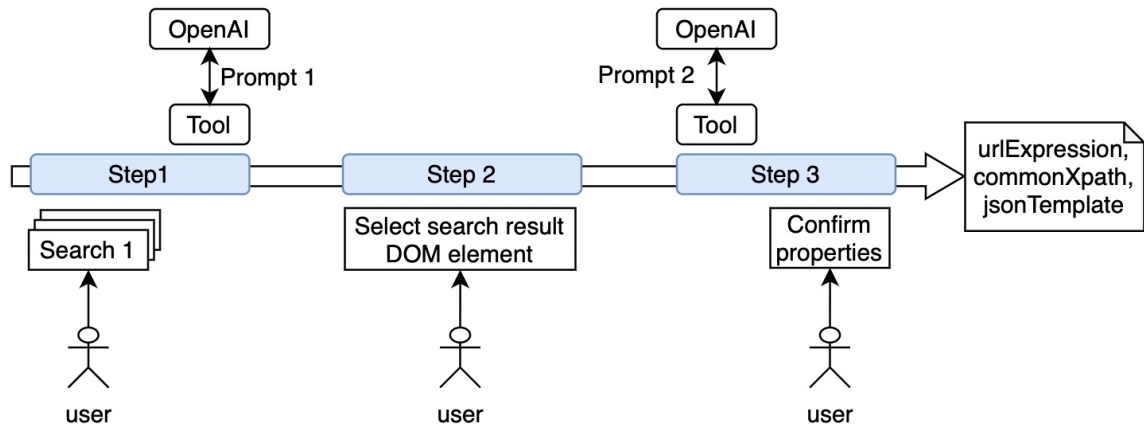 OpenAI
OpenAI
Prompt 1
Prompt 2
Tool
Tool
Step1
Step 2
Step 3
urlExpression,
commonXpath,
jsonTemplate
Search 1
Select search result
DOM element
Confirm
properties
user
user
user